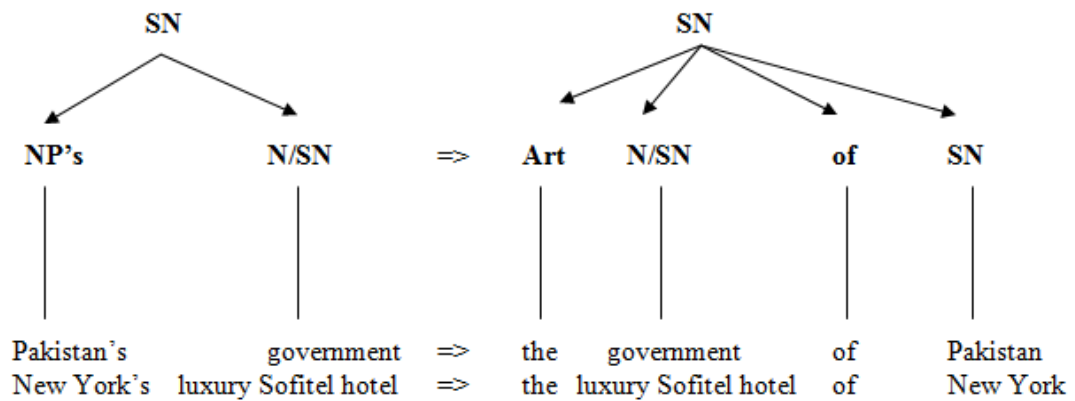 SN SN
NP's N/SN => Art N/SN of SN
Pakistan's government => the government of Pakistan
New York's luxury Sofitel hotel => the luxury Sofitel hotel of New York